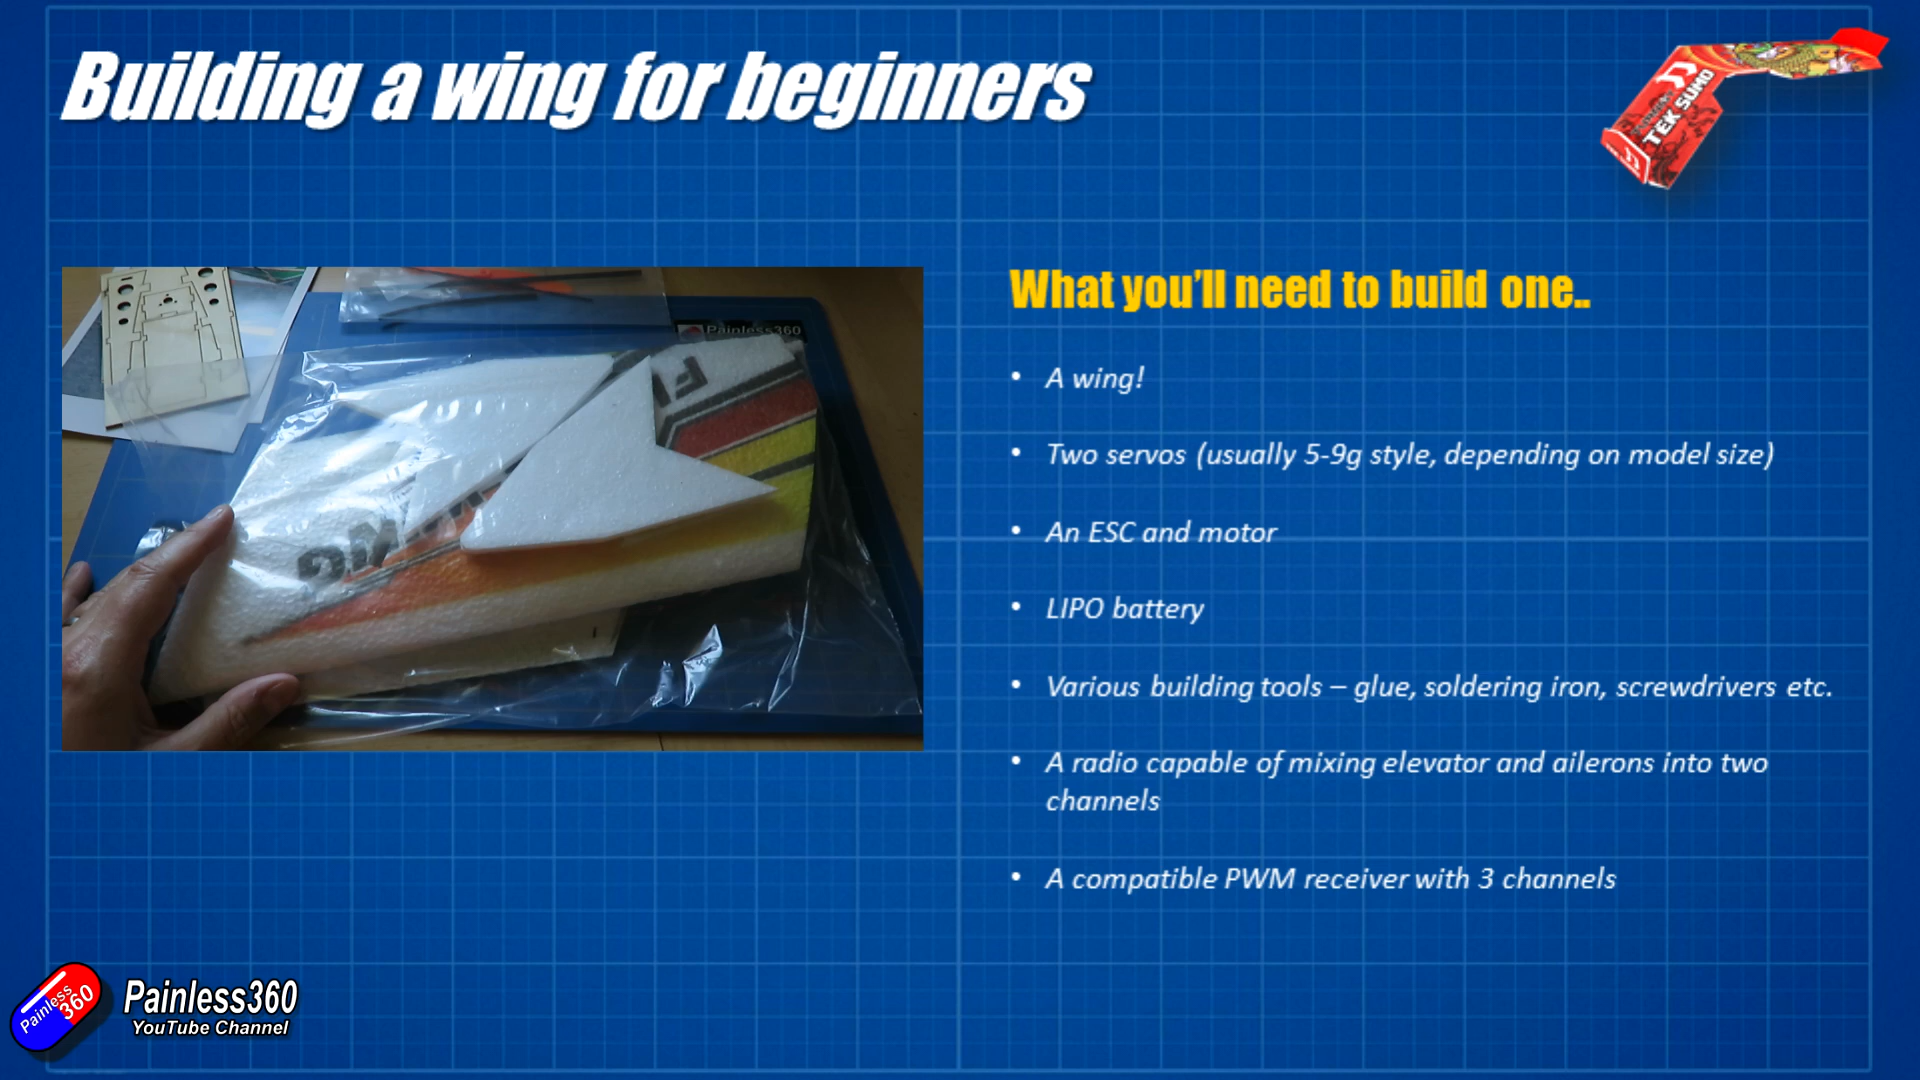 Building a wing for beginners
TEK SUMO
What you'll need to build one..
Painless360
• A wing!
• Two servos (usually 5-9g style, depending on model size)
• An ESC and motor
• LIPO battery
• Various building tools – glue, soldering iron, screwdrivers etc.
• A radio capable of mixing elevator and ailerons into two
channels
• A compatible PWM receiver with 3 channels
Painless
360
Painless360
YouTube Channel